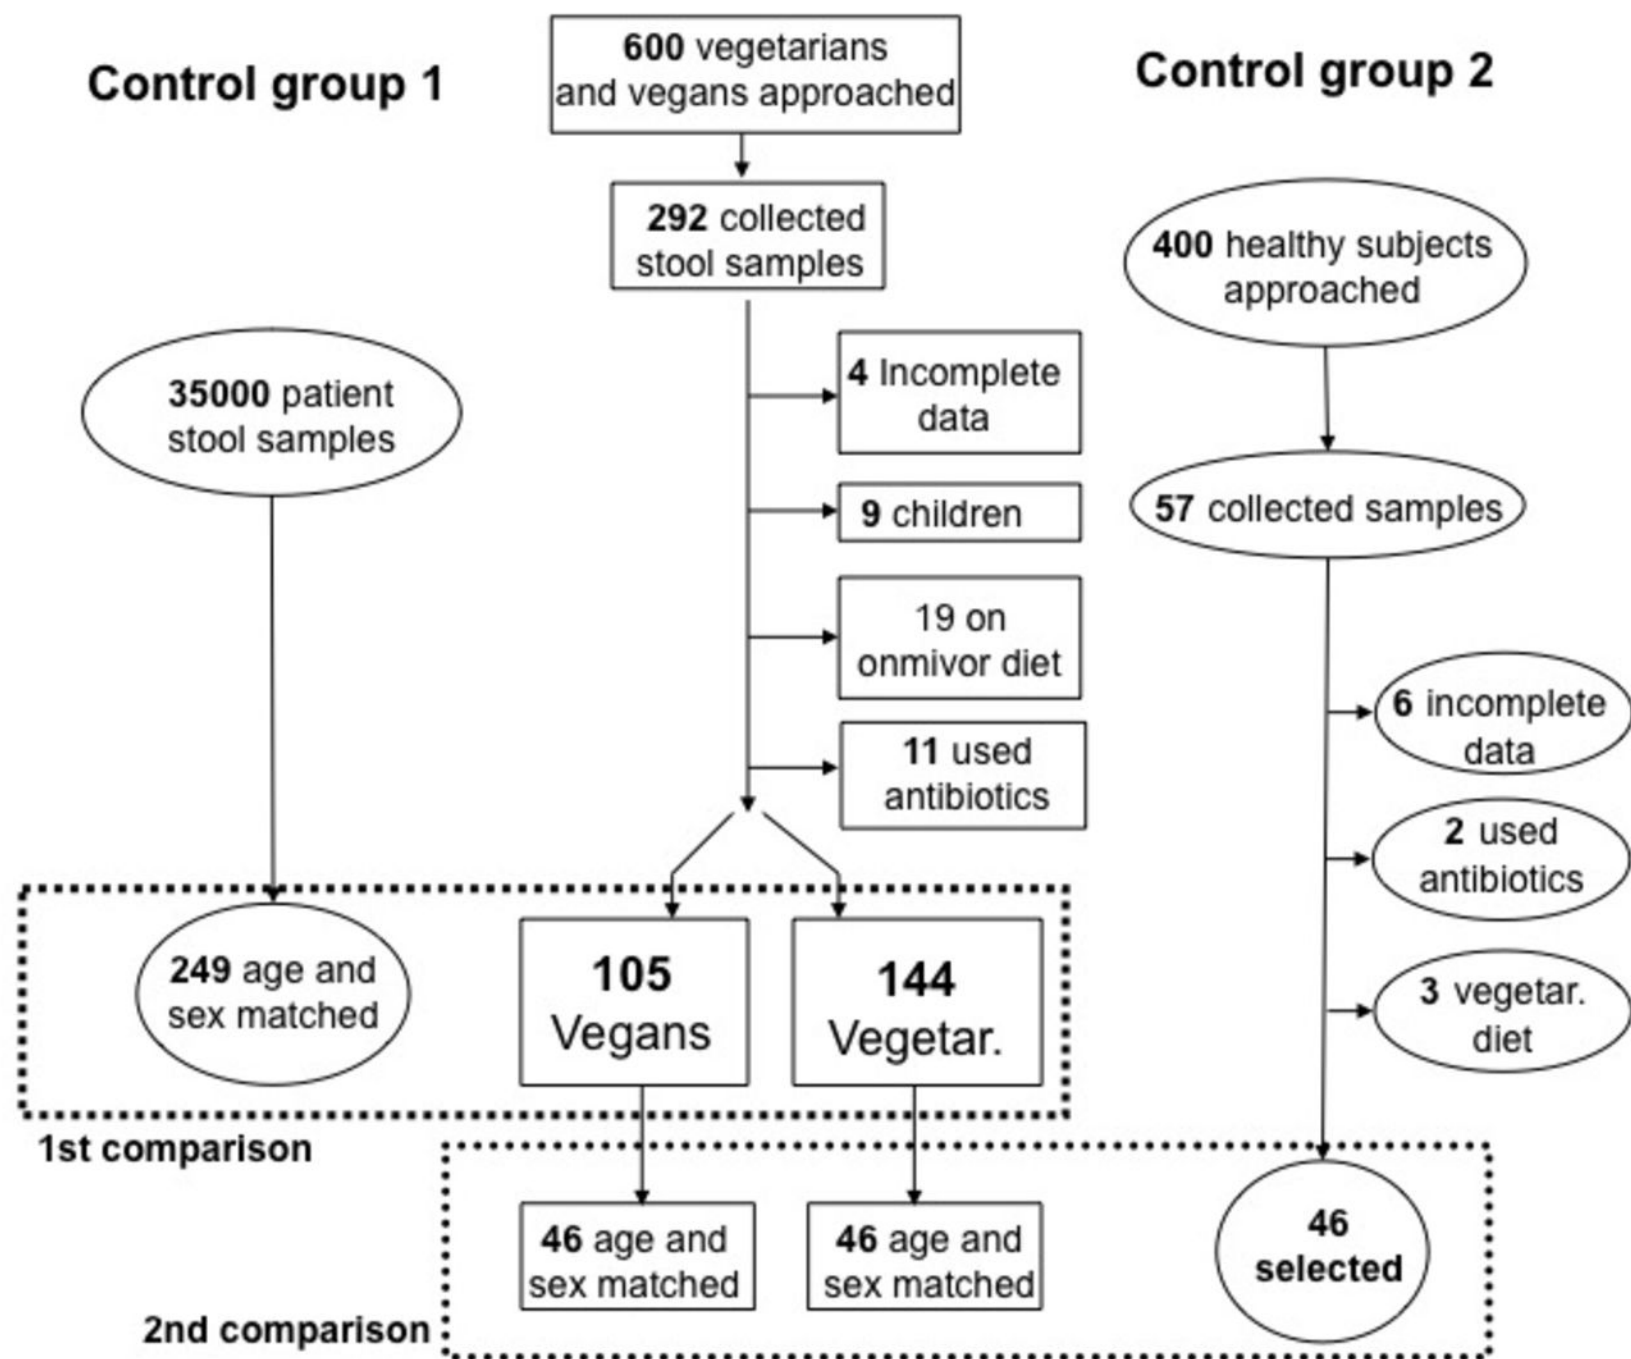 Control group 1
600 vegetarians
and vegans approached
Control group 2
292 collected
stool samples
400 healthy subjects
approached
35000 patient
stool samples
4 Incomplete
data
9 children
57 collected samples
19 on
onmivor diet
11 used
antibiotics
6 incomplete
data
2 used
antibiotics
3 vegetar.
diet
249 age and
sex matched
105
Vegans
144
Vegetar.
1st comparison
46 age and
sex matched
46 age and
sex matched
46
selected
2nd comparison